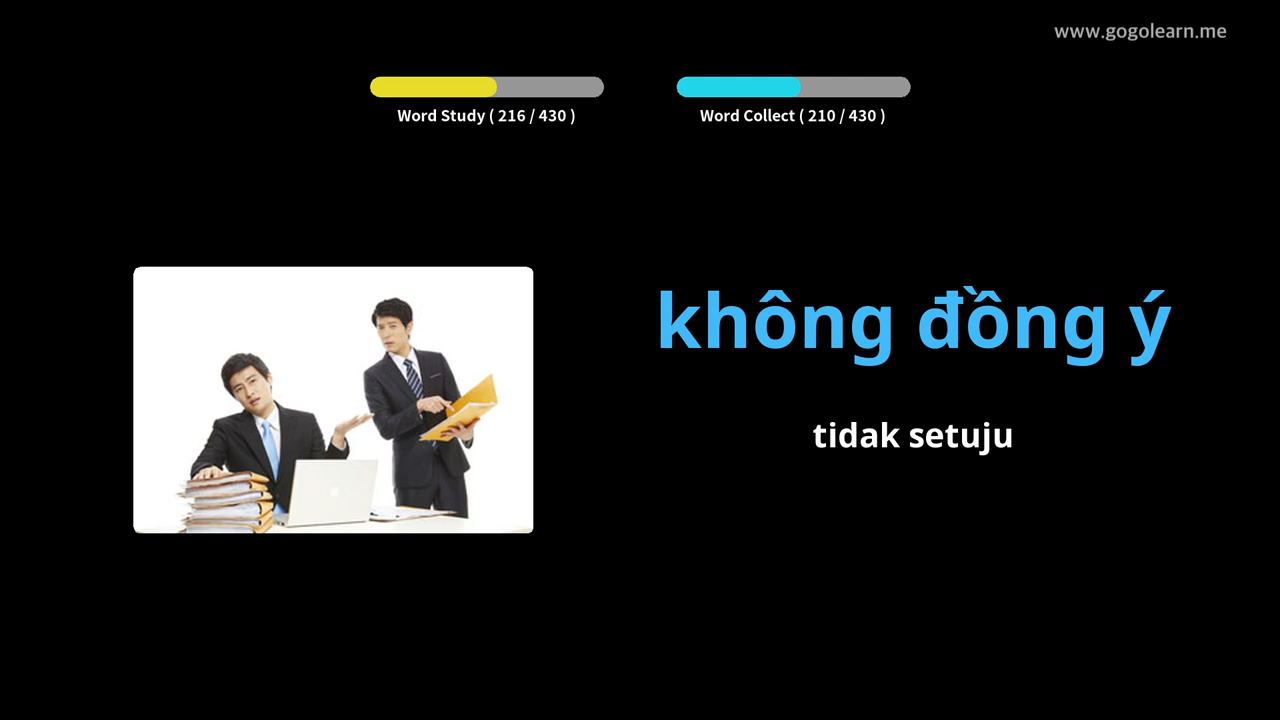 www.gogolearn.me
Word Study ( 216 / 430 )
Word Collect ( 210 / 430 )
không đồng ý
tidak setuju